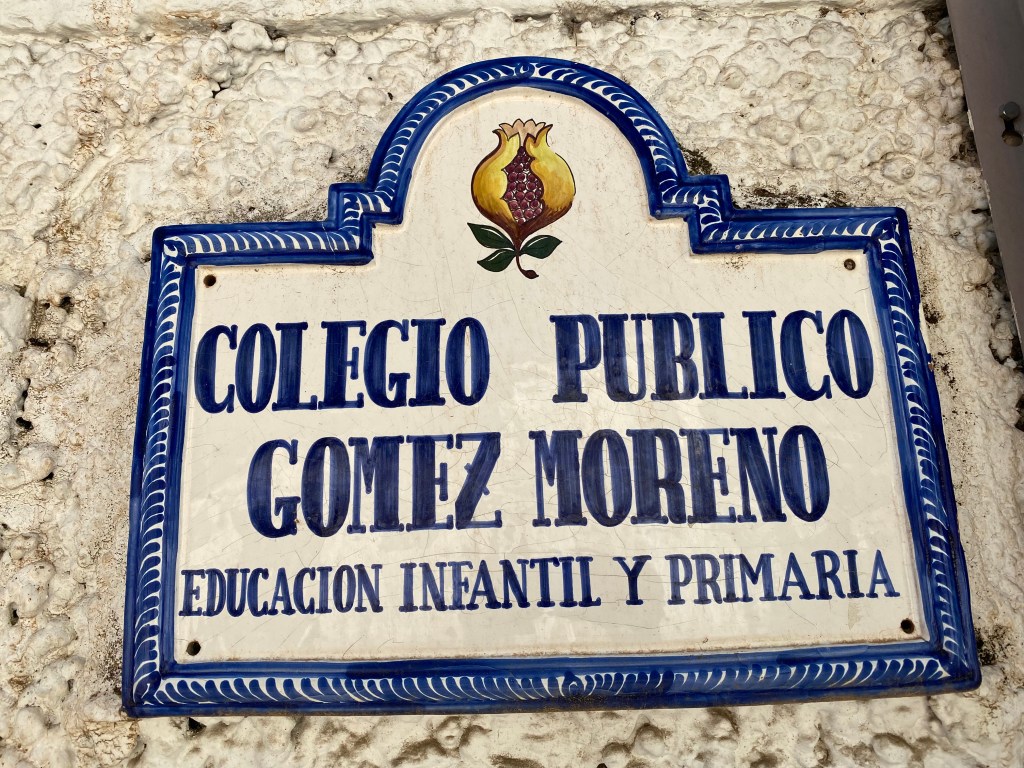 COLEGIO PUBLICO
GOMEZ MORENO
EDUCACION INFANTIL Y PRIMARIA